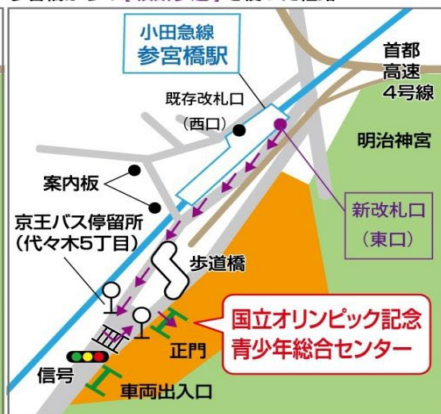 小田急線
参宮橋駅
首都
高速
4号線
既存改札口
(西口)
明治神宮
案内板
新改札口
(東口)
京王バス停留所
(代々木5丁目)
歩道橋
国立オリンピック記念
青少年総合センター
正門
信号
車両出入口